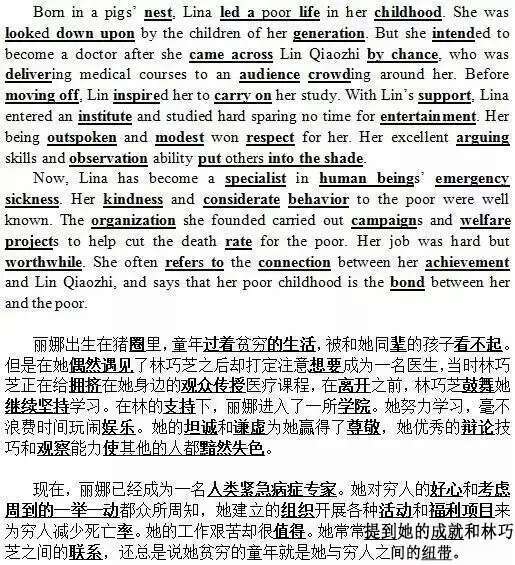 Born in a pigs' nest, Lina led a poor life in her childhood. She was
looked down upon by the children of her generation. But she intended to
become a doctor after she came across Lin Qiaozhi by chance, who was
delivering medical courses to an audience crowding around her. Before
moving off, Lin inspired her to carry on her study. With Lin's support, Lina
entered an institute and studied hard sparing no time for entertainment. Her
being outspoken and modest won respect for her. Her excellent arguing
skills and observation ability put others into the shade.
Now, Lina has become a specialist in human beings' emergency
sickness. Her kindness and considerate behavior to the poor were well
known. The organization she founded carried out campaigns and welfare
projects to help cut the death rate for the poor. Her job was hard but
worthwhile. She often refers to the connection between her achievement
and Lin Qiaozhi, and says that her poor childhood is the bond between her
and the poor.
丽娜出生在猪圈里，童年过着贫穷的生活，被和她同辈的孩子看不起。
但是在她偶然遇见了林巧芝之后却打定注意想要成为一名医生，当时林巧
芝正在给拥挤在她身边的观众传授医疗课程，在离开之前，林巧芝鼓舞她
继续坚持学习。在林的支持下，丽娜进入了一所学院。她努力学习，毫不
浪费时间玩闹娱乐。她的坦诚和谦虚为她赢得了尊敬，她优秀的辩论技
巧和观察能力使其他的人都黯然失色。
现在，丽娜已经成为一名人类紧急病症专家。她对穷人的好心和考虑
周到的一举一动都众所周知，她建立的组织开展各种活动和福利项目来
为穷人减少死亡率。她的工作艰苦却很值得。她常常提到她的成就和林巧
芝之间的联系，还总是说她贫穷的童年就是她与穷人之间的纽带。